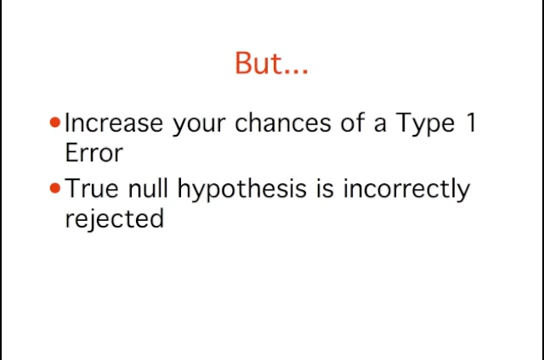 But...
•Increase your chances of a Type 1
Error
•True null hypothesis is incorrectly
rejected